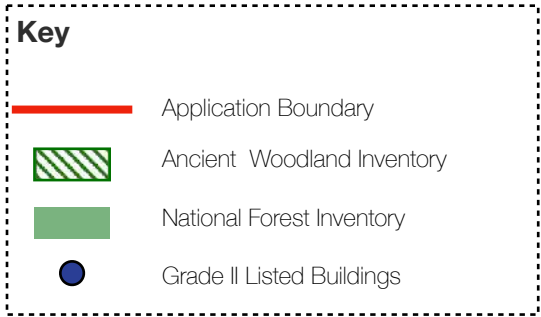 Key
Application Boundary
Ancient Woodland Inventory
National Forest Inventory
Grade II Listed Buildings